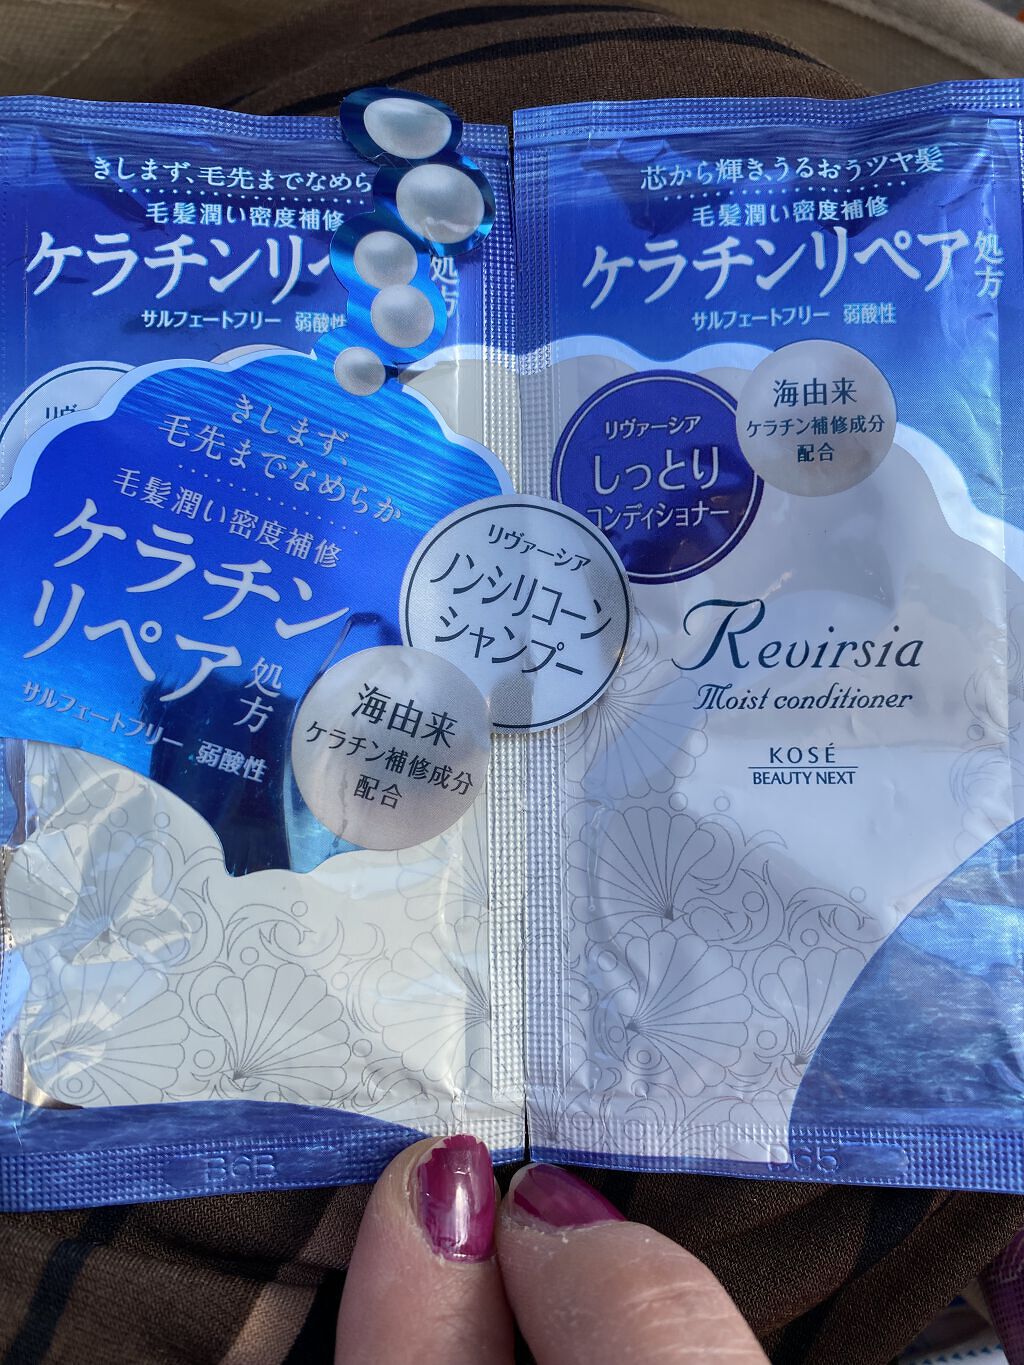 きしまず、毛先までなめら
毛髪潤い密度補修
ケラチンリペ
処方
サルフェートフリー 弱酸性
リヴ
きしまず、
毛先までなめらか
毛髪潤い密度補修
ケラチン
リペア
処方
サルフェートフリー 弱酸性
リヴァーシア
ノンシリコーン
シャンプー
海由来
ケラチン補修成分
配合
芯から輝き、うるおうツヤ髪
毛髪潤い密度補修
ケラチンリペア
処方
サルフェートフリー 弱酸性
リヴァーシア
しっとり
コンディショナー
海由来
ケラチン補修成分
配合
Revirsia
Moist conditioner
KOSÉ
BEAUTY NEXT